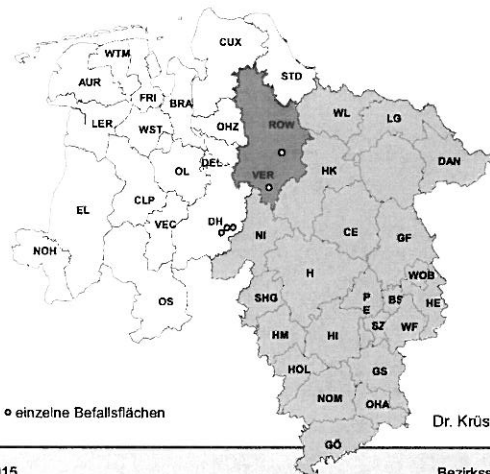 CUX
WTM
STD
AUR
FRI
BRA
WL
LG
LER
WST
OHZ
ROW
DAN
OL
DEL
VER
HK
EL
CLP
VEC
DH
NI
CE
GF
NOH
H
WOB
OS
SHG
P
E
BS
HE
HM
HI
SZ
WF
HOL
GS
NOM
OHA
GÖ
einzelne Befallsflächen
Dr. Krüs
015
Bezirkss